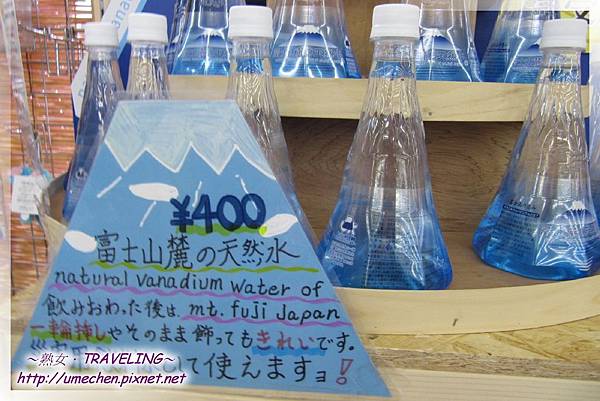 ¥400
富士山麓の天然水
natural vanadium water of
飲みおわった後は、mt. fuji Japan
一輪挿しやそのまま飾ってもきれいです。
して使えますョ!
～熟女・TRAVELING～
http://umechen.pixnet.net